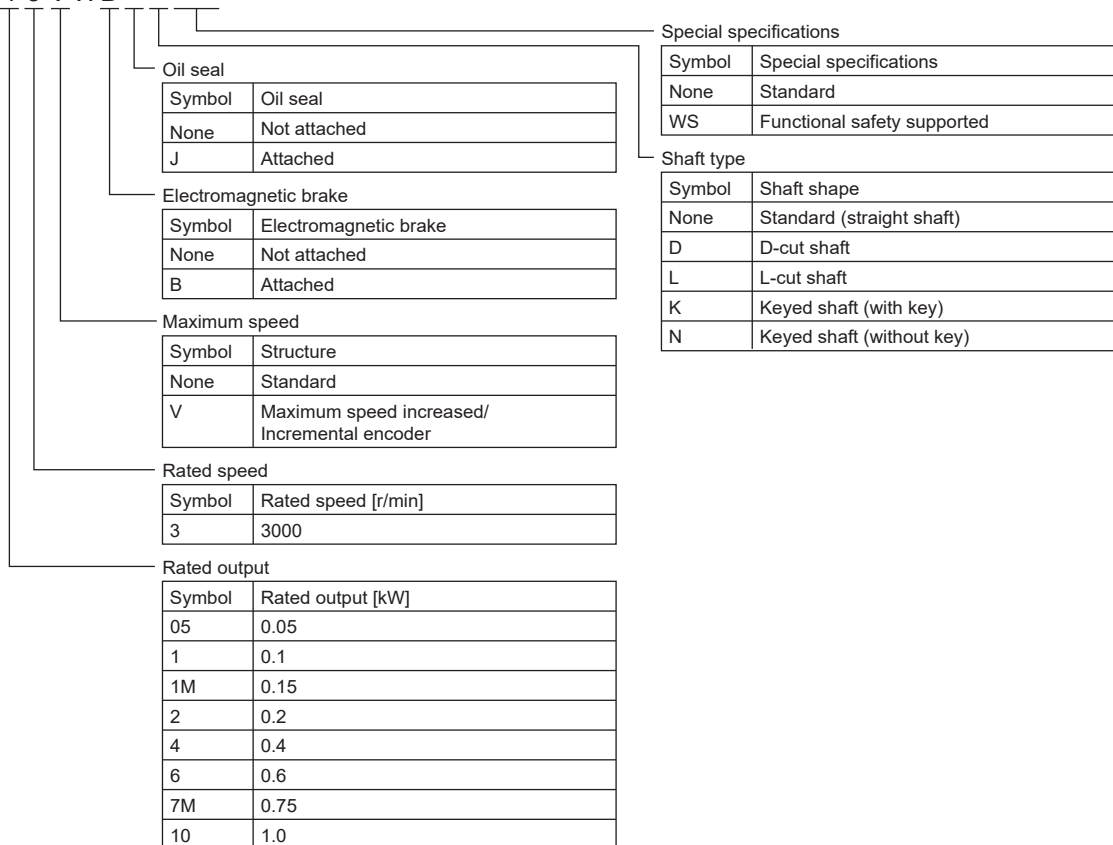 Special specifications
Symbol Special specifications
None Standard
WS Functional safety supported
Shaft type
Symbol Shaft shape
None Standard (straight shaft)
D D-cut shaft
L L-cut shaft
K Keyed shaft (with key)
N Keyed shaft (without key)
Oil seal
Symbol Oil seal
None Not attached
J Attached
Electromagnetic brake
Symbol Electromagnetic brake
None Not attached
B Attached
Maximum speed
Symbol Structure
None Standard
V Maximum speed increased/
Incremental encoder
Rated speed
Symbol Rated speed [r/min]
3 3000
Rated output
Symbol Rated output [kW]
05 0.05
1 0.1
1M 0.15
2 0.2
4 0.4
6 0.6
7M 0.75
10 1.0